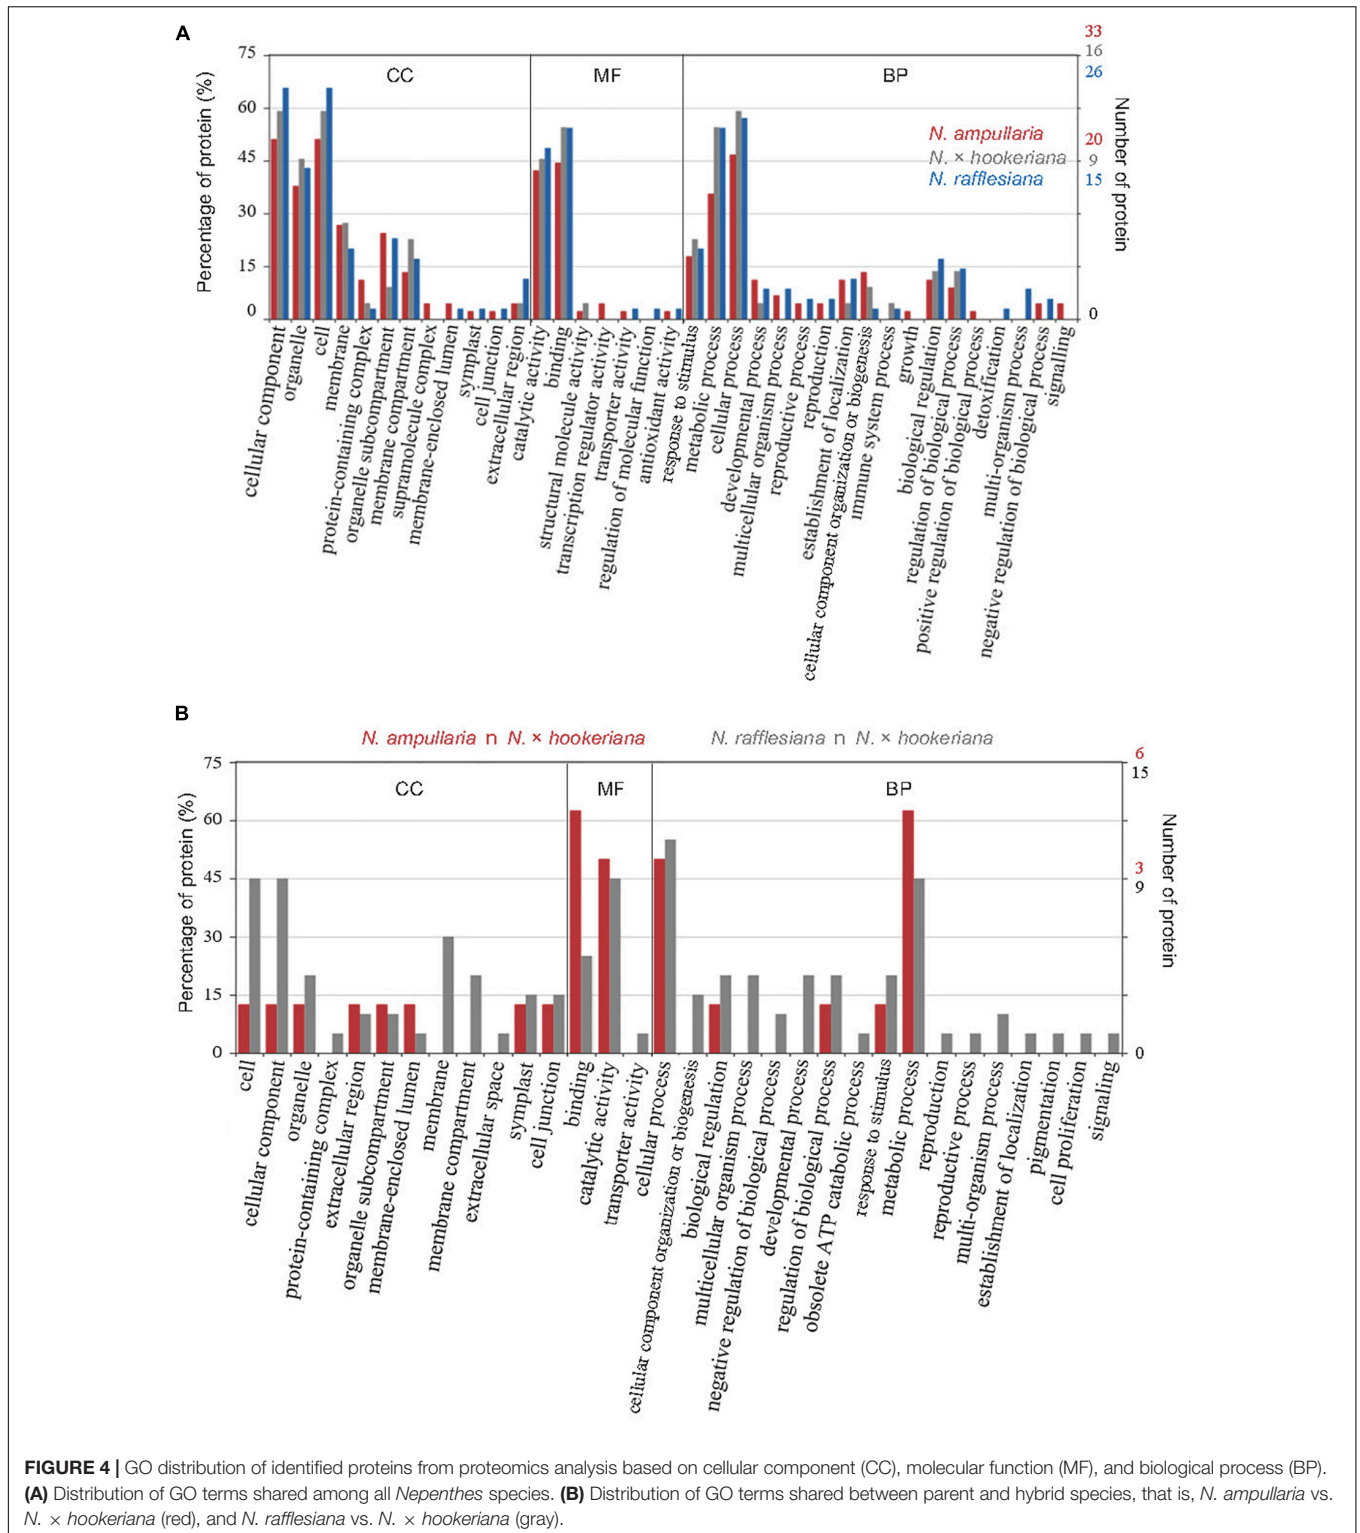 A
75
60
45
30
15
0
Percentage of protein (%)
CC
MF
BP
33
16
26
20
9
15
0
Number of protein
N. ampullaria
N. × hookeriana
N. rafflesiana
cellular component
organelle
cell
membrane
protein-containing complex
organelle subcompartment
membrane compartment
supramolecule complex
membrane-enclosed lumen
symplast
cell junction
extracellular region
catalytic activity
binding
structural molecule activity
transcription regulator activity
transporter activity
regulation of molecular function
antioxidant activity
response to stimulus
metabolic process
cellular process
developmental process
multicellular organism process
reproductive process
reproduction
establishment of localization
cellular component organization or biogenesis
immune system process
growth
biological regulation
regulation of biological process
positive regulation of biological process
detoxification
multi-organism process
negative regulation of biological process
signalling
B
N. ampullaria n N. × hookeriana
N. rafflesiana n N. × hookeriana
75
60
45
30
15
0
Percentage of protein (%)
CC
MF
BP
6
15
3
9
0
Number of protein
cell
cellular component
organelle
protein-containing complex
extracellular region
organelle subcompartment
membrane-enclosed lumen
membrane
membrane compartment
extracellular space
symplast
cell junction
binding
catalytic activity
transporter activity
cellular process
cellular component organization or biogenesis
biological regulation
multicellular organism process
negative regulation of biological process
developmental process
regulation of biological process
obsolete ATP catabolic process
response to stimulus
metabolic process
reproduction
reproductive process
multi-organism process
establishment of localization
pigmentation
cell proliferation
signaling
FIGURE 4 | GO distribution of identified proteins from proteomics analysis based on cellular component (CC), molecular function (MF), and biological process (BP).
(A) Distribution of GO terms shared among all Nepenthes species. (B) Distribution of GO terms shared between parent and hybrid species, that is, N. ampullaria vs.
N. × hookeriana (red), and N. rafflesiana vs. N. × hookeriana (gray).